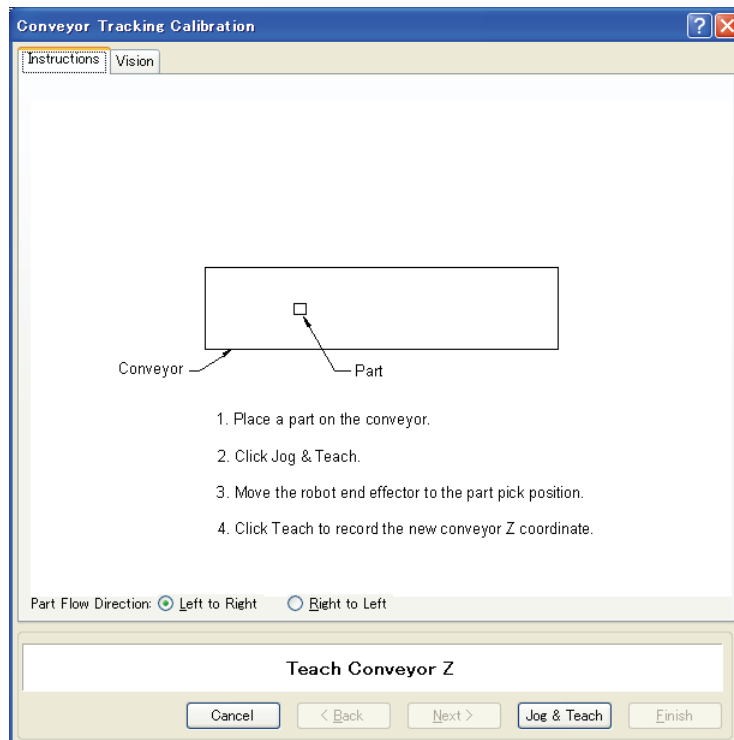 Conveyor Tracking Calibration
Instructions Vision
Conveyor
Part
1. Place a part on the conveyor.
2. Click Jog & Teach.
3. Move the robot end effector to the part pick position.
4. Click Teach to record the new conveyor Z coordinate.
Part Flow Direction: Left to Right Right to Left
Teach Conveyor Z
Cancel < Back Next > Jog & Teach Finish